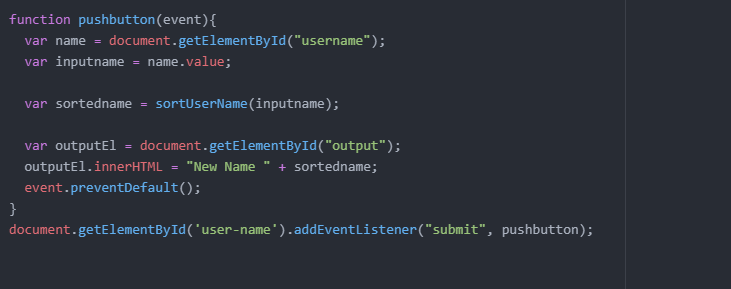 function pushbutton(event){
  var name = document.getElementById("username");
  var inputname = name.value;

  var sortedname = sortUserName(inputname);

  var outputEl = document.getElementById("output");
  outputEl.innerHTML = "New Name " + sortedname;
  event.preventDefault();
}
document.getElementById('user-name').addEventListener("submit", pushbutton);